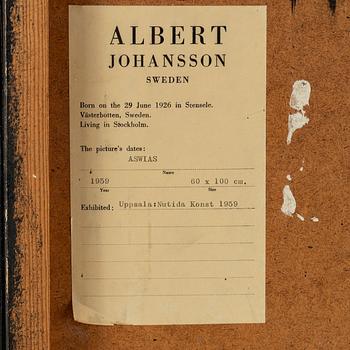 ALBERT
JOHANSSON
SWEDEN
Born on the 29 June 1926 in Stensele.
Västerbotten, Sweden.
Living in Stockholm.
The picture's dates:
ASWIAS
Name
1959 60 x 100 cm.
Year Size
Exhibited: Uppsala:Nutida Konst 1959